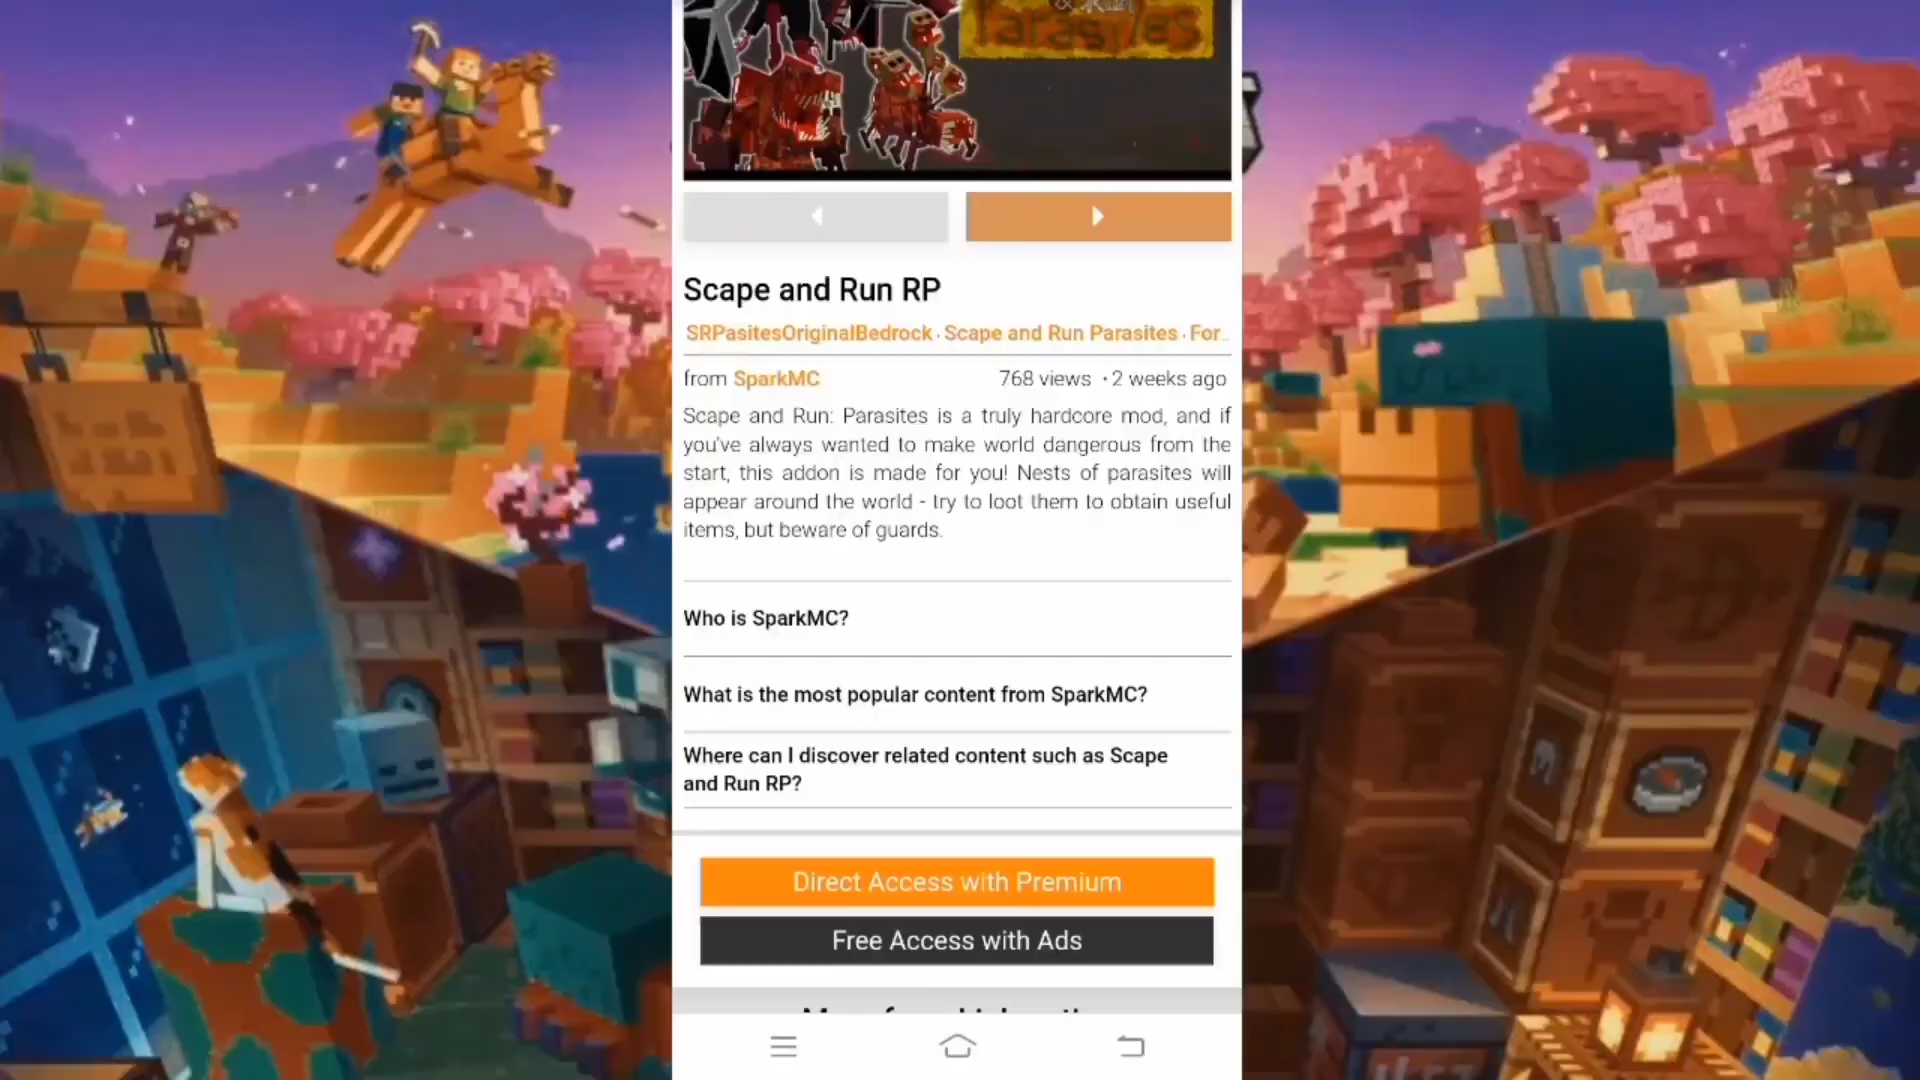 Parasites
Scape and Run RP
SRPasitesOriginalBedrock · Scape and Run Parasites · For..
from SparkMC 768 views · 2 weeks ago
Scape and Run: Parasites is a truly hardcore mod, and if
you've always wanted to make world dangerous from the
start, this addon is made for you! Nests of parasites will
appear around the world - try to loot them to obtain useful
items, but beware of guards.
Who is SparkMC?
What is the most popular content from SparkMC?
Where can I discover related content such as Scape
and Run RP?
Direct Access with Premium
Free Access with Ads